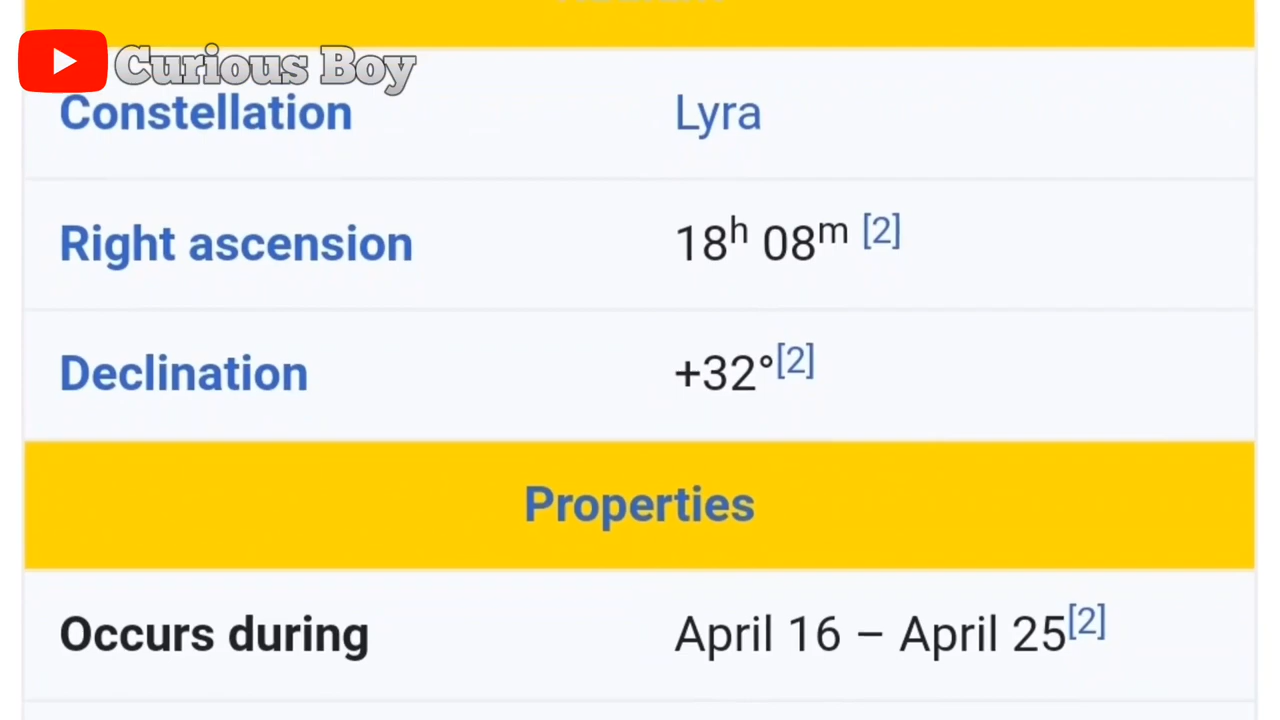 Curious Boy
Constellation Lyra
Right ascension 18h 08m [2]
Declination +32°[2]
Properties
Occurs during April 16 – April 25[2]